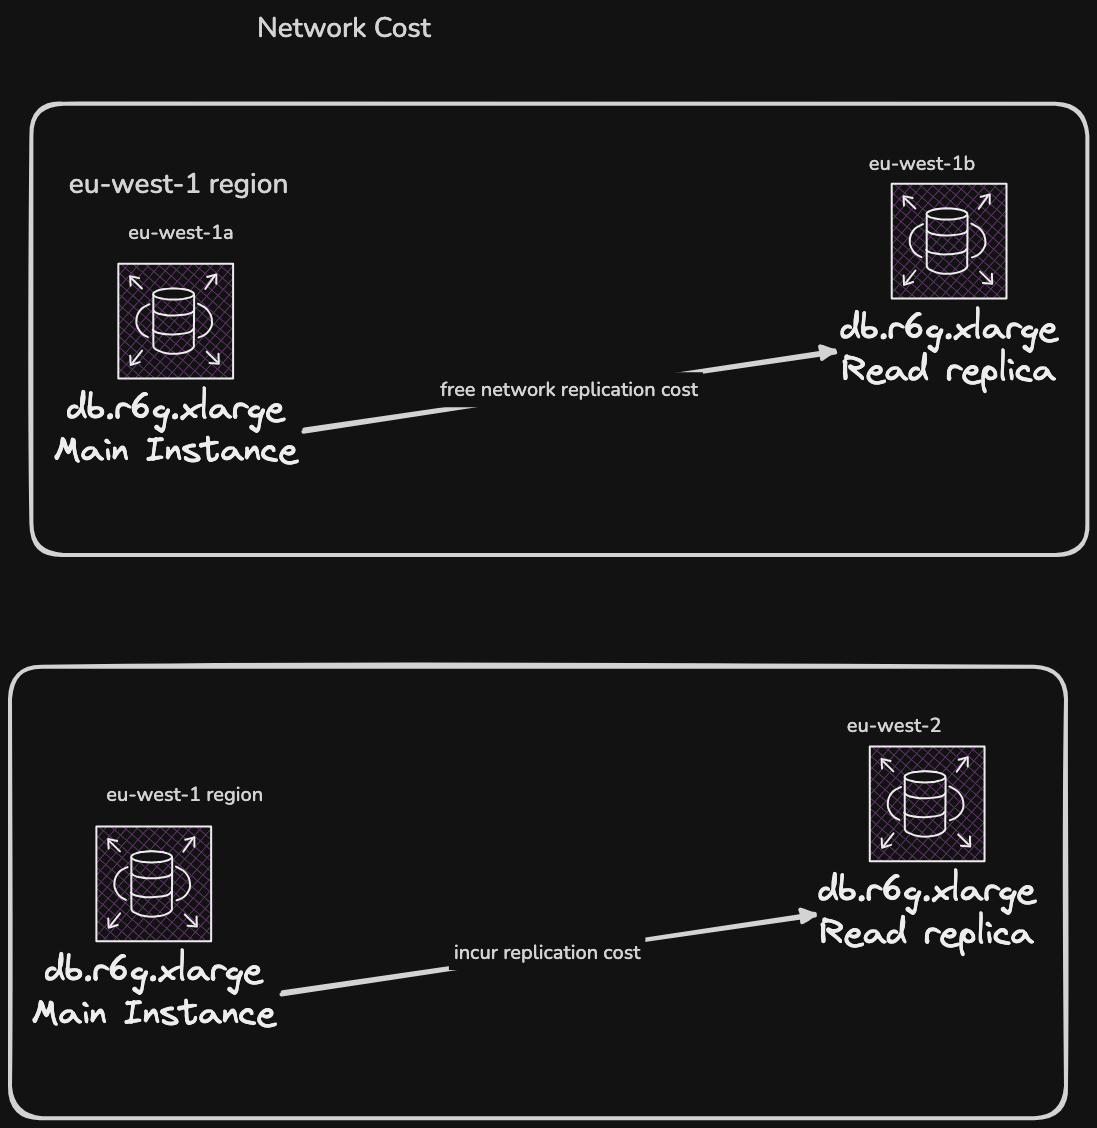 Network Cost
eu-west-1 region
eu-west-1a
eu-west-1b
db.r6g.xlarge
Main Instance
free network replication cost
db.r6g.xlarge
Read replica
eu-west-1 region
eu-west-2
db.r6g.xlarge
Main Instance
incur replication cost
db.r6g.xlarge
Read replica